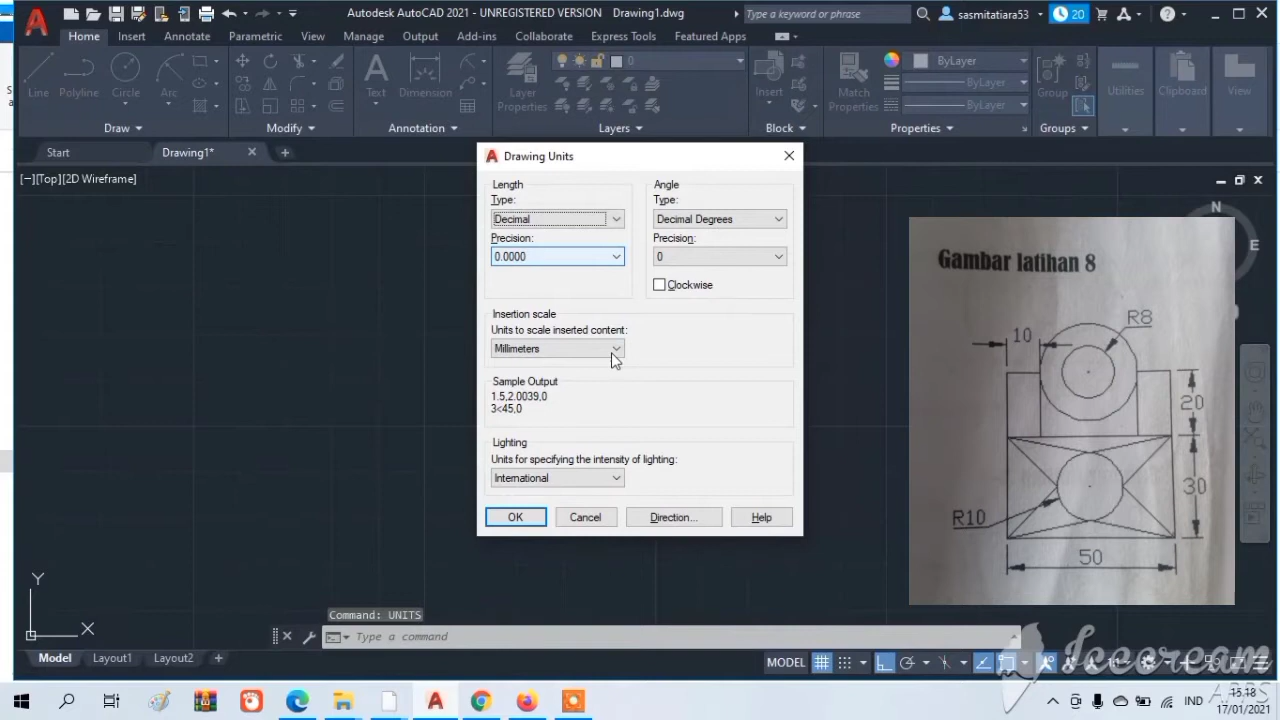 Autodesk AutoCAD 2021 - UNREGISTERED VERSION Drawing1.dwg
Type a keyword or phrase
sasmitatiara53
20
Home Insert Annotate Parametric View Manage Output Add-ins Collaborate Express Tools Featured Apps
Line Polyline Circle Arc
Text Dimension
Layer Properties
0
Insert
Match Properties
ByLayer
ByLayer
ByLayer
Group
Utilities
Clipboard
View
Draw Modify Annotation Layers Block Properties Groups
Start Drawing1*
[−][Top][2D Wireframe]
Drawing Units
Length
Type:
Decimal
Precision:
0.0000
Angle
Type:
Decimal Degrees
Precision:
0
Clockwise
Insertion scale
Units to scale inserted content:
Millimeters
Sample Output
1.5,2.0039,0
3<45,0
Lighting
Units for specifying the intensity of lighting:
International
OK Cancel Direction... Help
N
E
Gambar latihan 8
R8
10
20
30
R10
50
Y
X
Command: UNITS
Type a command
Model Layout1 Layout2
MODEL
Icecream
APPS
IND
15.18
17/01/2021